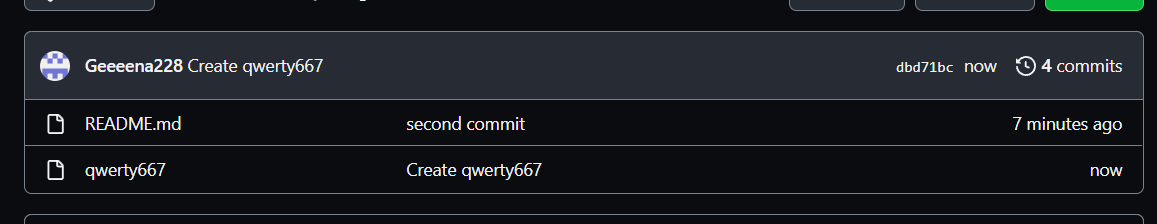 Geeeena228 Create qwerty667 dbd71bc now 4 commits
README.md second commit 7 minutes ago
qwerty667 Create qwerty667 now